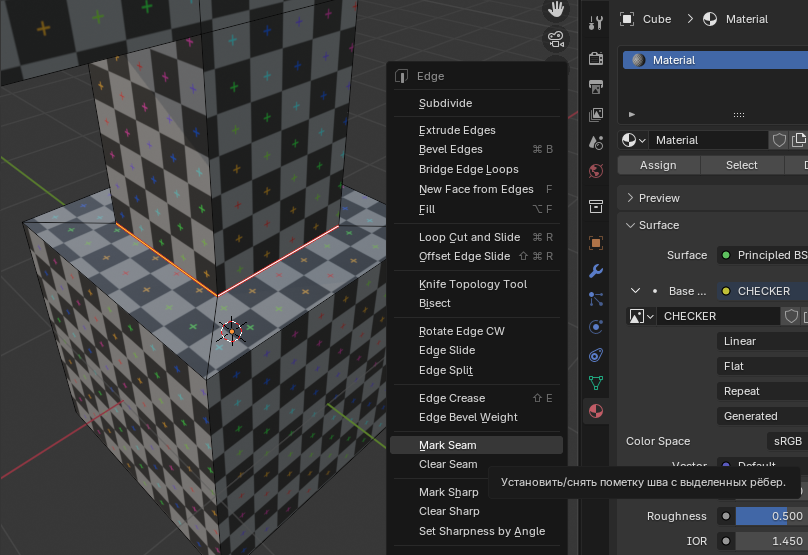 Edge
Subdivide
Extrude Edges
Bevel Edges ⌘ B
Bridge Edge Loops
New Face from Edges F
Fill ⌥ F
Loop Cut and Slide ⌘ R
Offset Edge Slide ⇧ ⌘ R
Knife Topology Tool
Bisect
Rotate Edge CW
Edge Slide
Edge Split
Edge Crease ⇧ E
Edge Bevel Weight
Mark Seam
Clear Seam
Mark Sharp
Clear Sharp
Set Sharpness by Angle
Установить/снять пометку шва с выделенных рёбер.
Cube > Material
Material
Material
Assign Select D
Preview
Surface
Surface Principled BS
Base ... CHECKER
CHECKER
Linear
Flat
Repeat
Generated
Color Space sRGB
Vector Default
Roughness 0.500
IOR 1.450